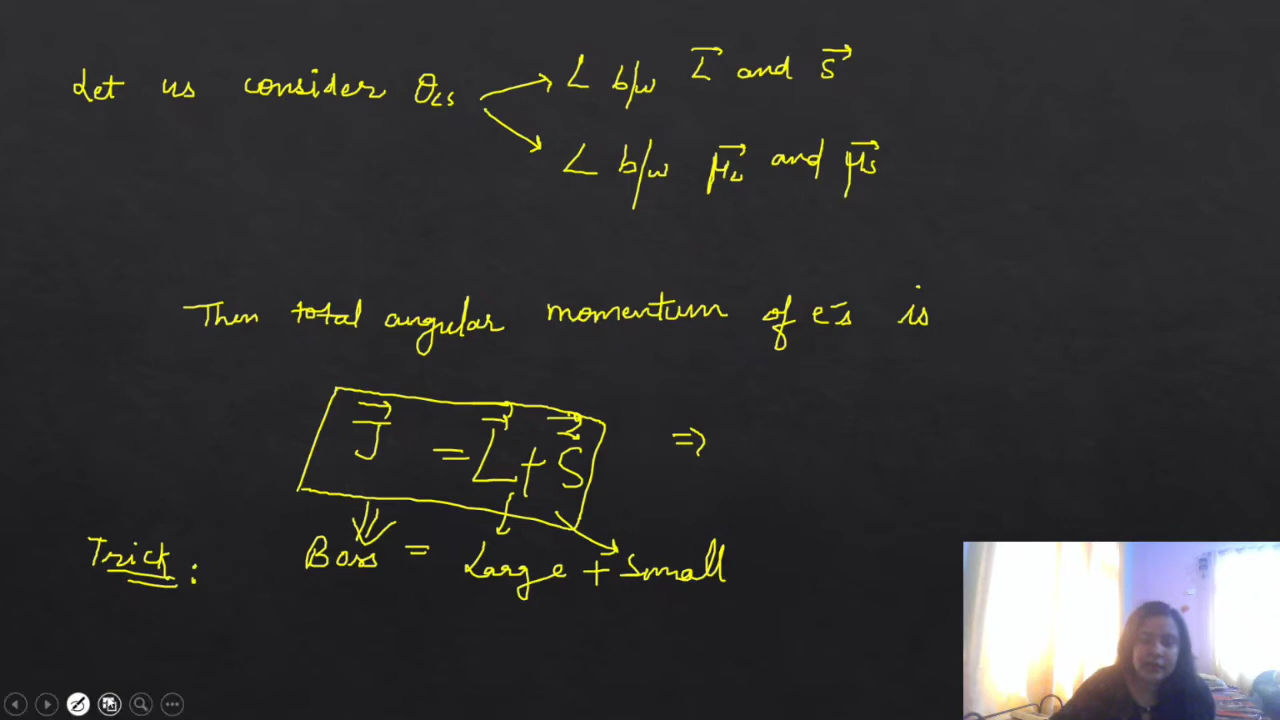 Let us consider θLS
∠ b/w L⃗ and S⃗
∠ b/w μ⃗L and μ⃗S
Then total angular momentum of e⁻s is
J⃗ = L⃗ + S⃗ ⇒
Trick: Boss = Large + Small